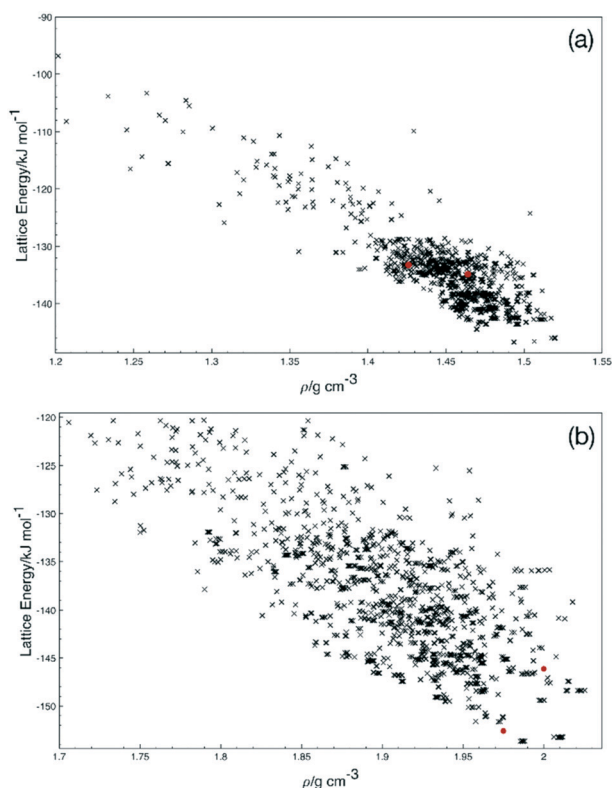 (a)
-90
-100
-110
-120
-130
-140
Lattice Energy/kJ mol⁻¹
1.2 1.25 1.3 1.35 1.4 1.45 1.5 1.55
ρ/g cm⁻³
(b)
-120
-125
-130
-135
-140
-145
-150
Lattice Energy/kJ mol⁻¹
1.7 1.75 1.8 1.85 1.9 1.95 2
ρ/g cm⁻³